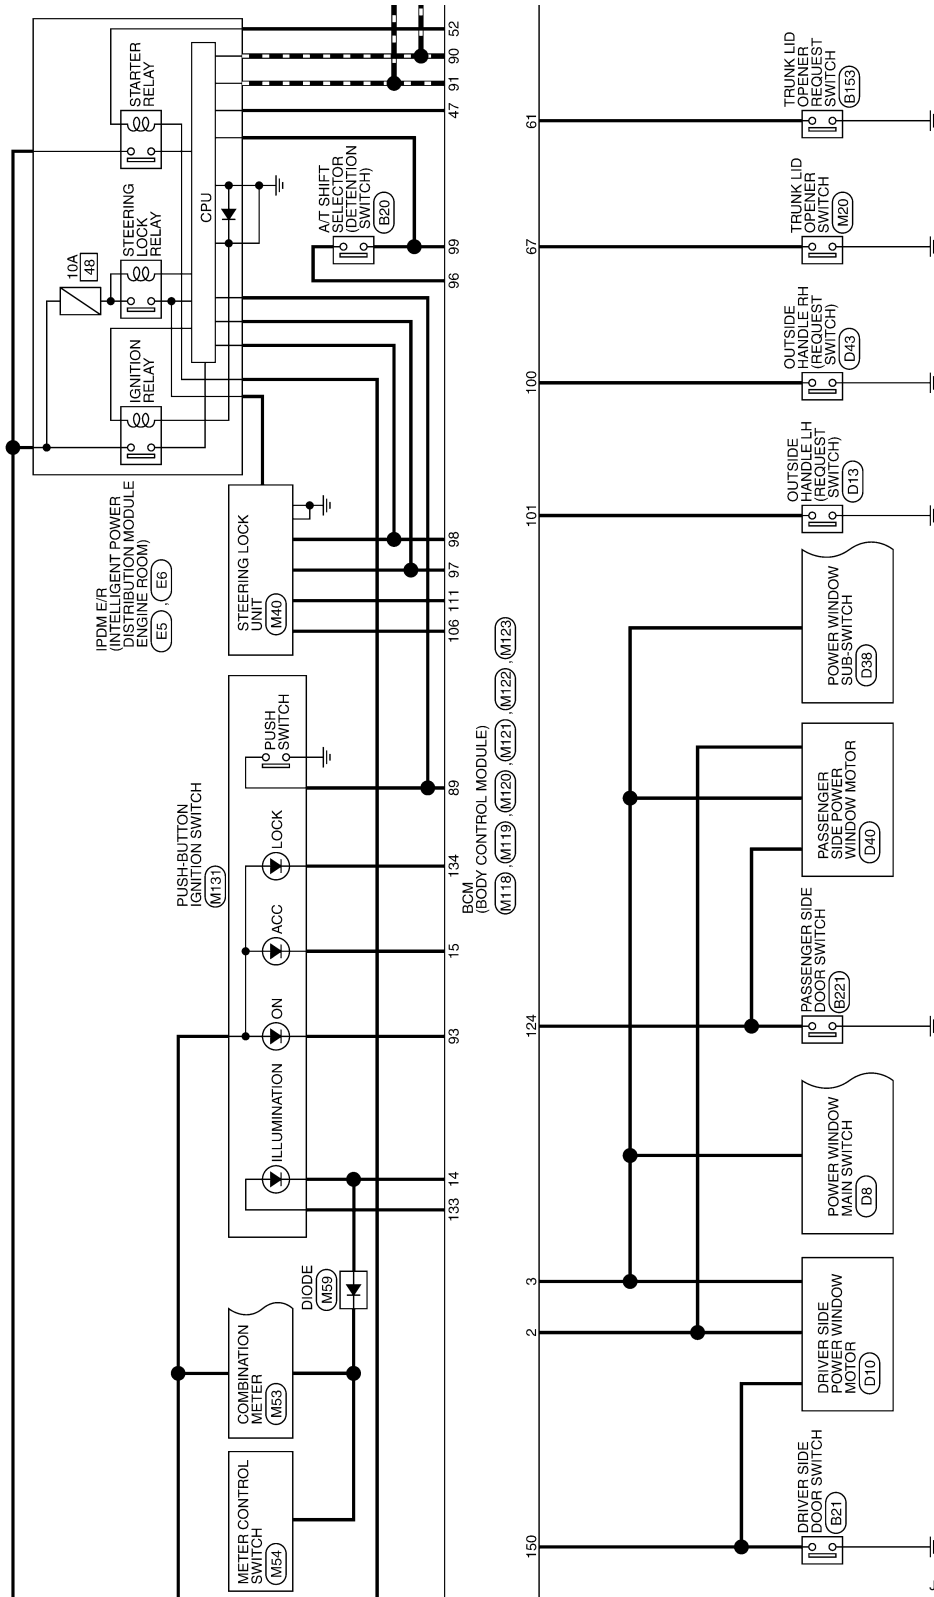 52
90
91
47
99
96
98
97
111
106
89
134
15
93
14
133
STARTER
RELAY
STEERING
LOCK
RELAY
10A
48
IGNITION
RELAY
CPU
A/T SHIFT
SELECTOR
(DETENTION
SWITCH)
B20
IPDM E/R
(INTELLIGENT POWER
DISTRIBUTION MODULE
ENGINE ROOM)
E5 , E6
STEERING LOCK
UNIT
M40
PUSH-BUTTON
IGNITION SWITCH
M131
PUSH
SWITCH
LOCK
ACC
ON
ILLUMINATION
DIODE
M59
COMBINATION
METER
M53
METER CONTROL
SWITCH
M54
BCM
(BODY CONTROL MODULE)
M118 , M119 , M120 , M121 , M122 , M123
61
67
100
101
124
3
2
150
TRUNK LID
OPENER
REQUEST
SWITCH
B153
TRUNK LID
OPENER
SWITCH
M20
OUTSIDE
HANDLE RH
(REQUEST
SWITCH)
D43
OUTSIDE
HANDLE LH
(REQUEST
SWITCH)
D13
POWER WINDOW
SUB-SWITCH
D38
PASSENGER
SIDE POWER
WINDOW MOTOR
D40
PASSENGER SIDE
DOOR SWITCH
B221
POWER WINDOW
MAIN SWITCH
D8
DRIVER SIDE
POWER WINDOW
MOTOR
D10
DRIVER SIDE
DOOR SWITCH
B21